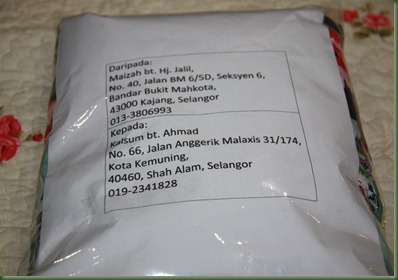 Daripada:
Maizah bt. Hj. Jalil,
No. 40, Jalan BM 6/5D, Seksyen 6,
Bandar Bukit Mahkota,
43000 Kajang, Selangor
013-3806993
Kepada:
Kalsum bt. Ahmad
No. 66, Jalan Anggerik Malaxis 31/174,
Kota Kemuning,
40460, Shah Alam, Selangor
019-2341828